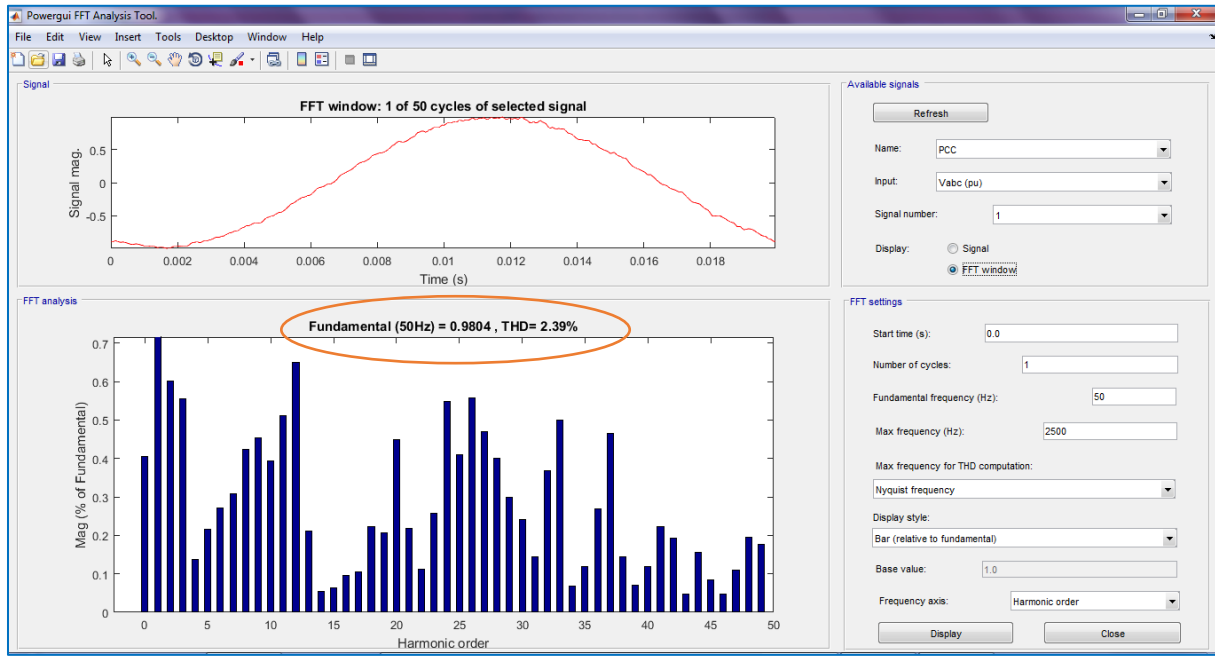 Powergui FFT Analysis Tool.
File Edit View Insert Tools Desktop Window Help
Signal
FFT window: 1 of 50 cycles of selected signal
Signal mag.
0.5
0
-0.5
0 0.002 0.004 0.006 0.008 0.01 0.012 0.014 0.016 0.018
Time (s)
FFT analysis
Fundamental (50Hz) = 0.9804 , THD= 2.39%
Mag (% of Fundamental)
0.7
0.6
0.5
0.4
0.3
0.2
0.1
0
0 5 10 15 20 25 30 35 40 45 50
Harmonic order
Available signals
Refresh
Name: PCC
Input: Vabc (pu)
Signal number: 1
Display: Signal
FFT window
FFT settings
Start time (s): 0.0
Number of cycles: 1
Fundamental frequency (Hz): 50
Max frequency (Hz): 2500
Max frequency for THD computation:
Nyquist frequency
Display style:
Bar (relative to fundamental)
Base value: 1.0
Frequency axis: Harmonic order
Display Close